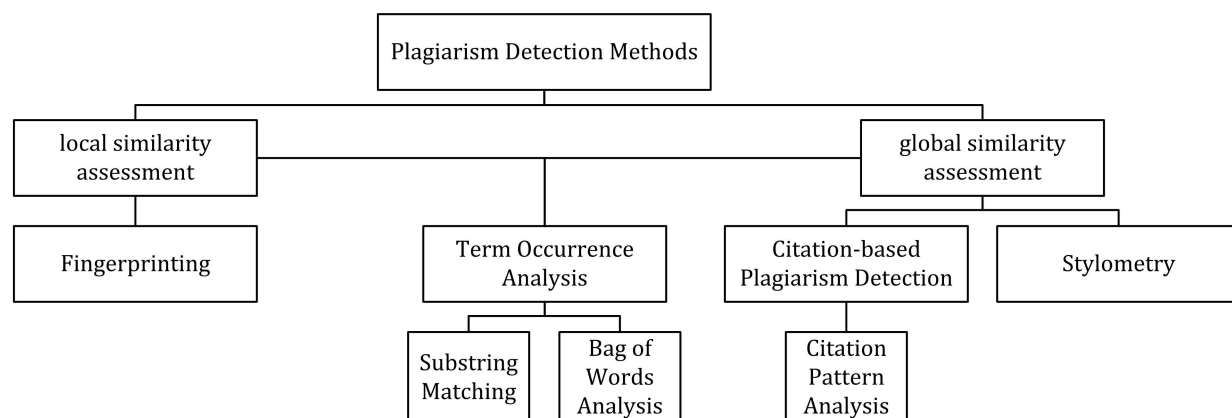 Plagiarism Detection Methods
local similarity
assessment
global similarity
assessment
Fingerprinting
Term Occurrence
Analysis
Citation-based
Plagiarism Detection
Stylometry
Substring
Matching
Bag of
Words
Analysis
Citation
Pattern
Analysis